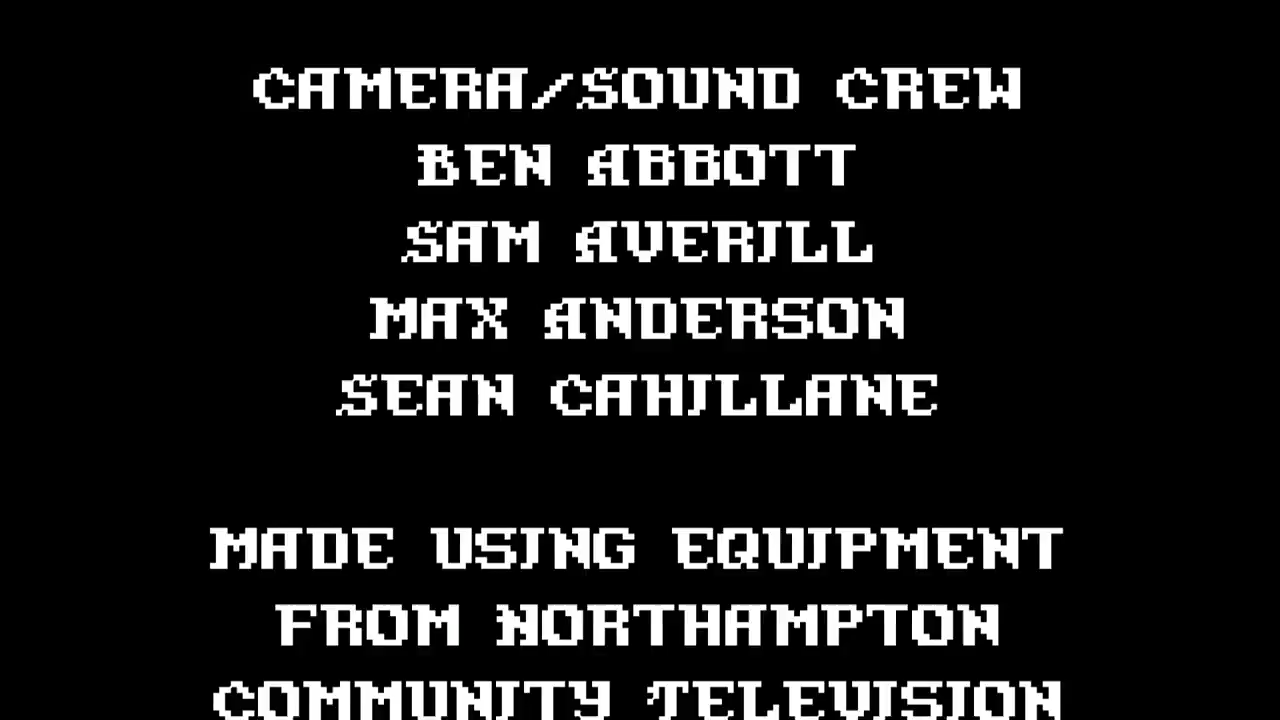 CAMERA/SOUND CREW
BEN ABBOTT
SAM AVERILL
MAX ANDERSON
SEAN CAHILLANE
MADE USING EQUIPMENT
FROM NORTHAMPTON
COMMUNITY TELEVISION